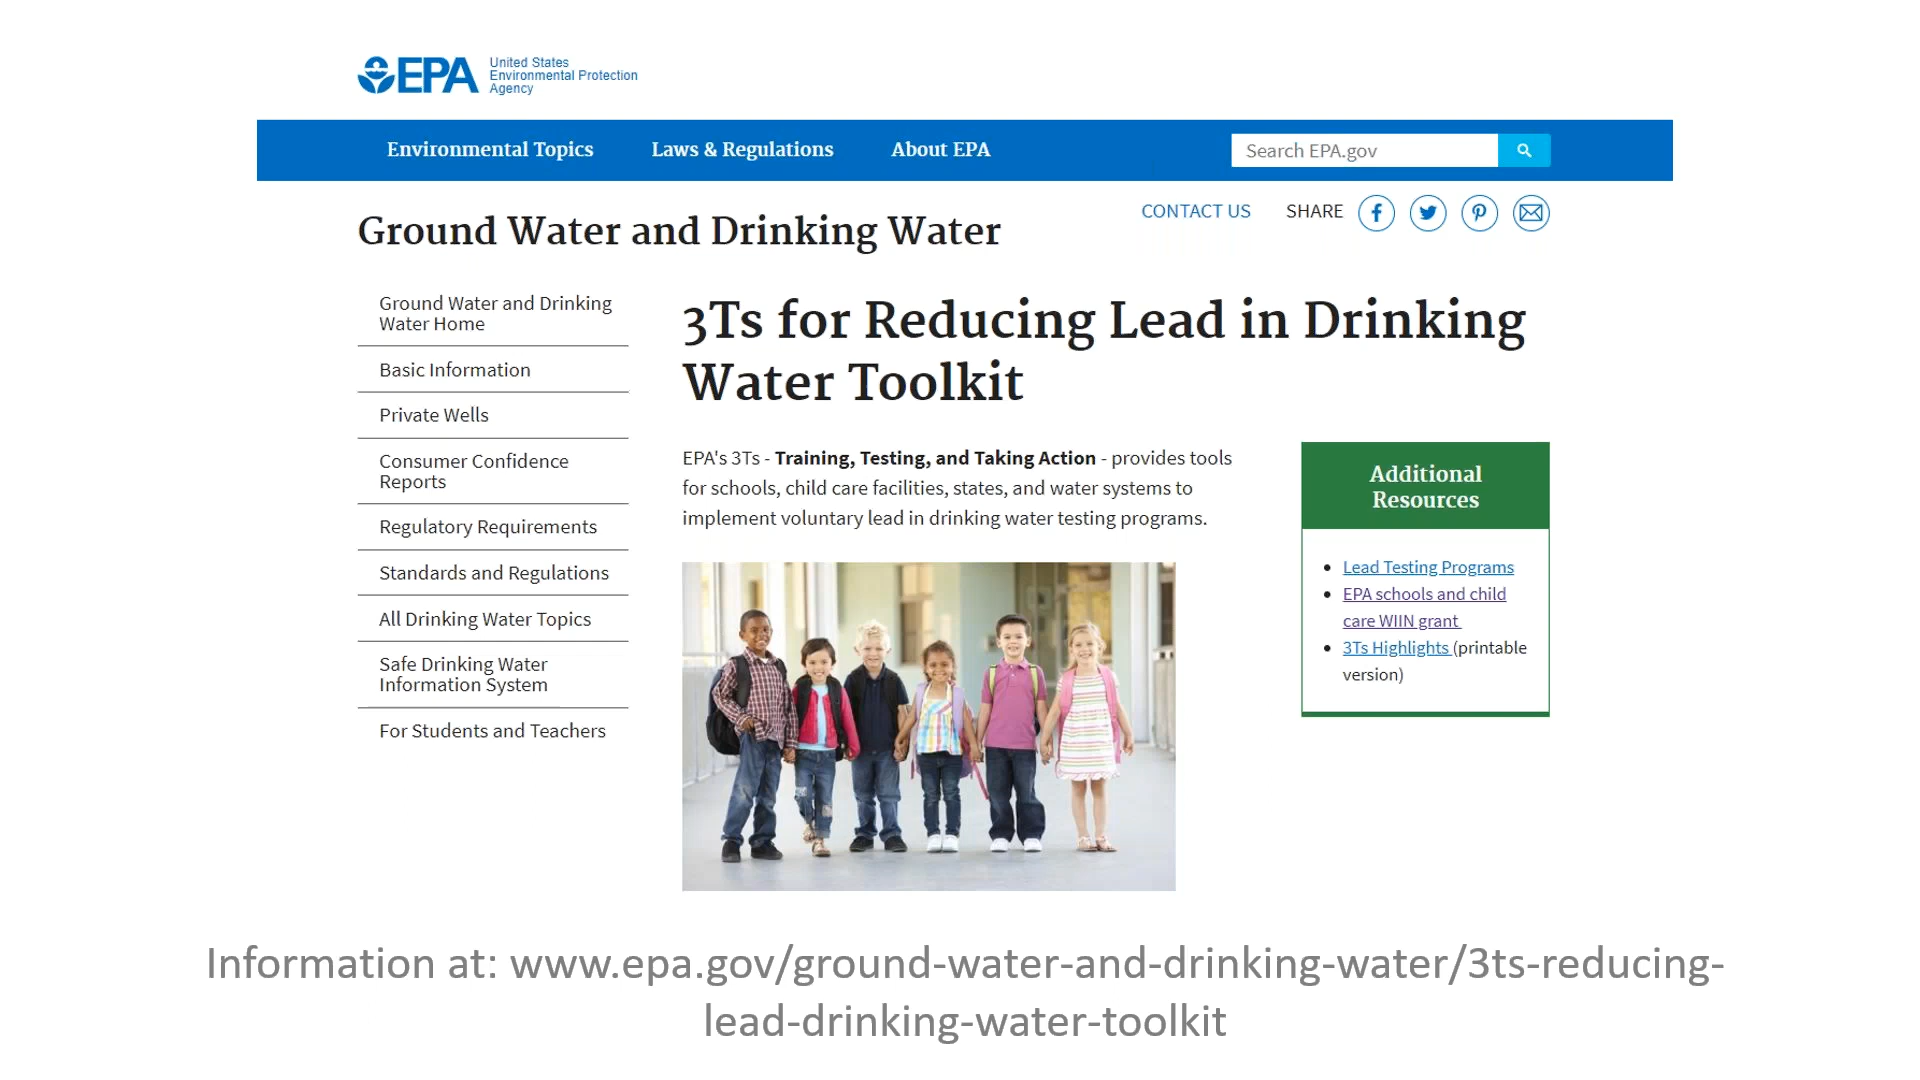 EPA United States
Environmental Protection
Agency
Environmental Topics Laws & Regulations About EPA Search EPA.gov
CONTACT US SHARE
Ground Water and Drinking Water
Ground Water and Drinking
Water Home
Basic Information
Private Wells
Consumer Confidence
Reports
Regulatory Requirements
Standards and Regulations
All Drinking Water Topics
Safe Drinking Water
Information System
For Students and Teachers
3Ts for Reducing Lead in Drinking
Water Toolkit
EPA's 3Ts - Training, Testing, and Taking Action - provides tools
for schools, child care facilities, states, and water systems to
implement voluntary lead in drinking water testing programs.
Additional
Resources
Lead Testing Programs
EPA schools and child
care WIIN grant
3Ts Highlights (printable
version)
Information at: www.epa.gov/ground-water-and-drinking-water/3ts-reducing-
lead-drinking-water-toolkit